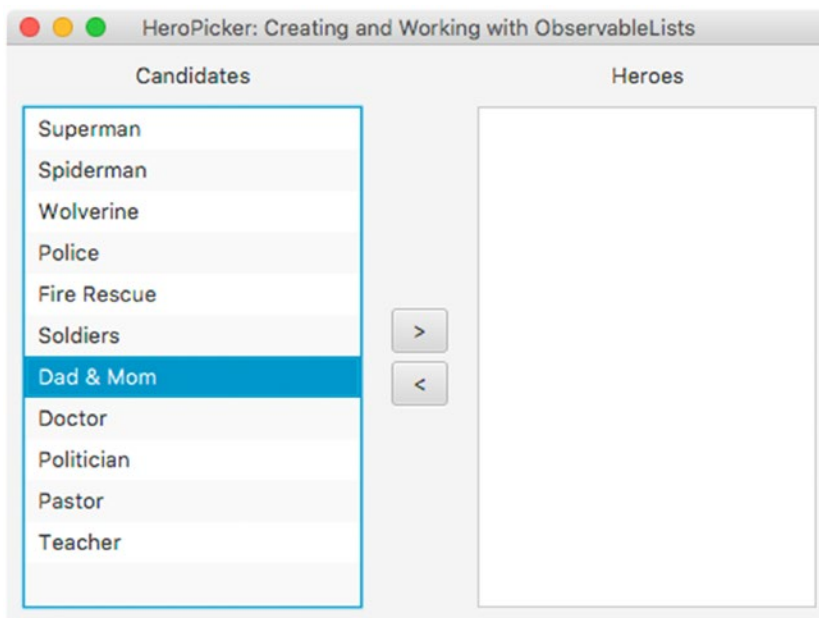 HeroPicker: Creating and Working with ObservableLists
Candidates
Heroes
Superman
Spiderman
Wolverine
Police
Fire Rescue
Soldiers
>
Dad & Mom
<
Doctor
Politician
Pastor
Teacher